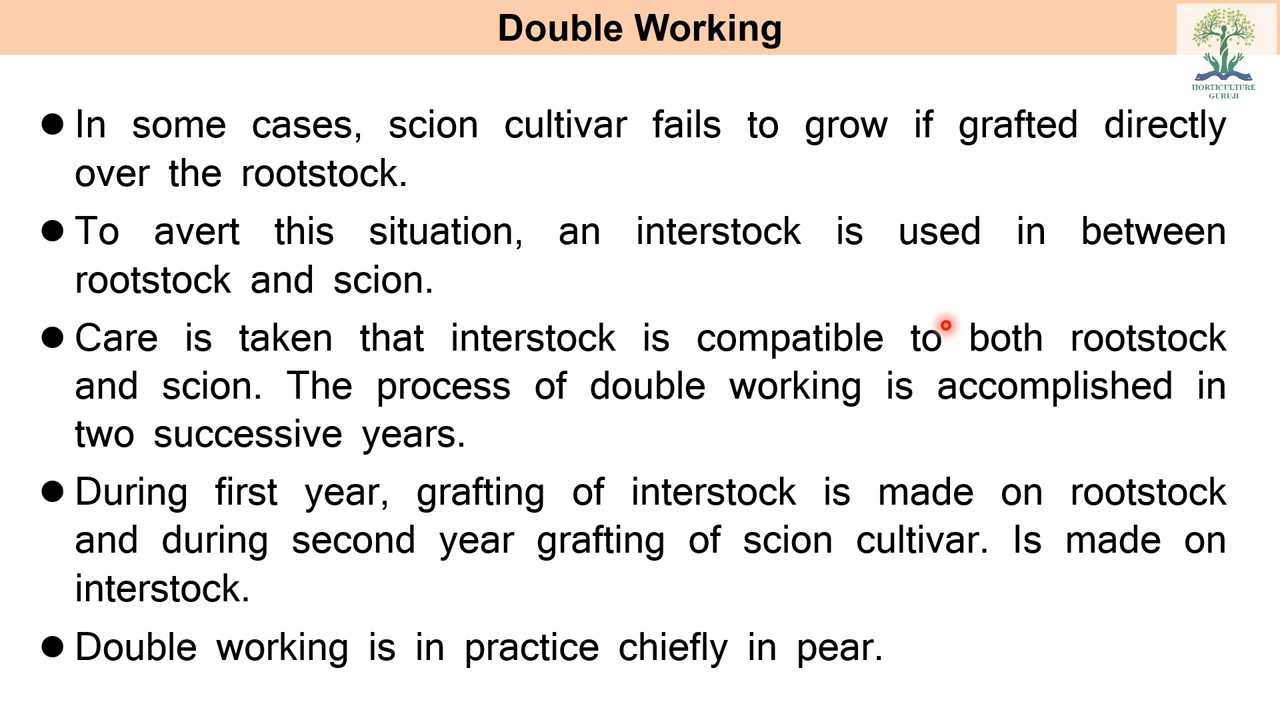 Double Working
HORTICULTURE
GURUJI
● In some cases, scion cultivar fails to grow if grafted directly
over the rootstock.
● To avert this situation, an interstock is used in between
rootstock and scion.
● Care is taken that interstock is compatible to both rootstock
and scion. The process of double working is accomplished in
two successive years.
● During first year, grafting of interstock is made on rootstock
and during second year grafting of scion cultivar. Is made on
interstock.
● Double working is in practice chiefly in pear.